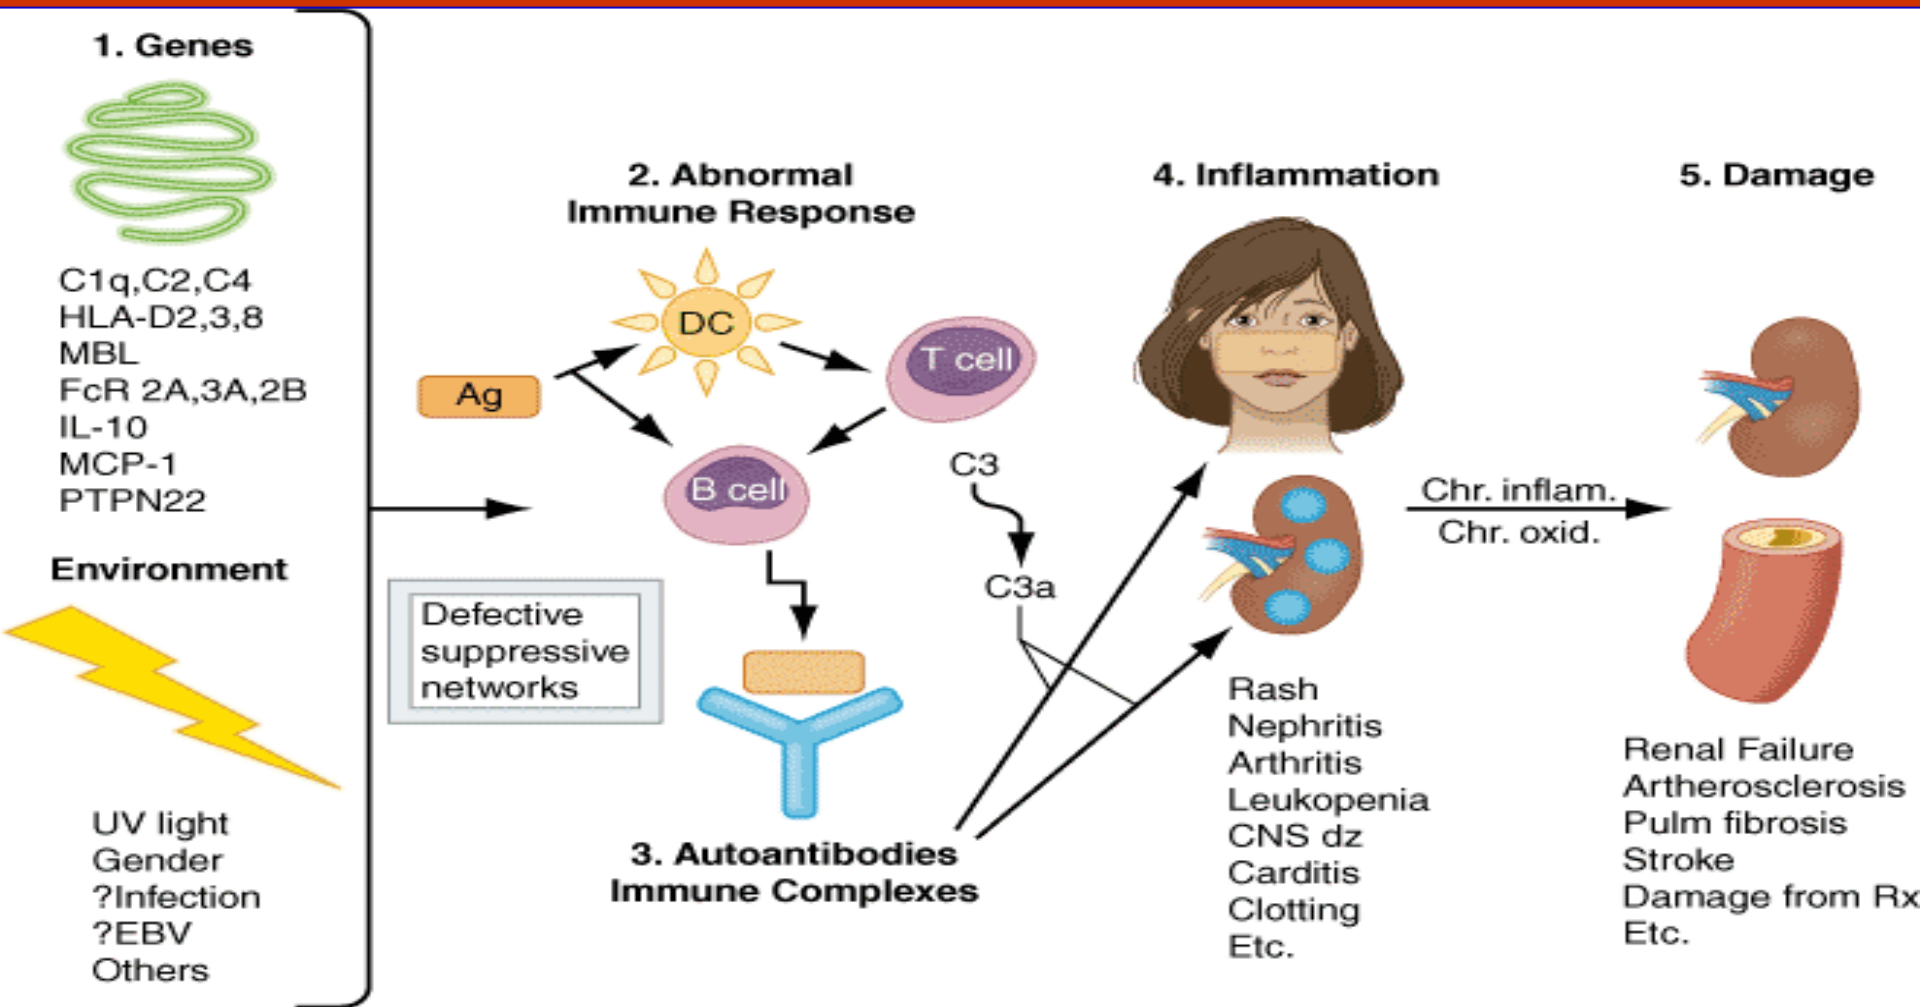 1. Genes
C1q,C2,C4
HLA-D2,3,8
MBL
FcR 2A,3A,2B
IL-10
MCP-1
PTPN22
Environment
UV light
Gender
?Infection
?EBV
Others
2. Abnormal
Immune Response
DC
T cell
Ag
B cell
Defective
suppressive
networks
C3
C3a
3. Autoantibodies
Immune Complexes
4. Inflammation
Rash
Nephritis
Arthritis
Leukopenia
CNS dz
Carditis
Clotting
Etc.
Chr. inflam.
Chr. oxid.
5. Damage
Renal Failure
Artherosclerosis
Pulm fibrosis
Stroke
Damage from Rx
Etc.